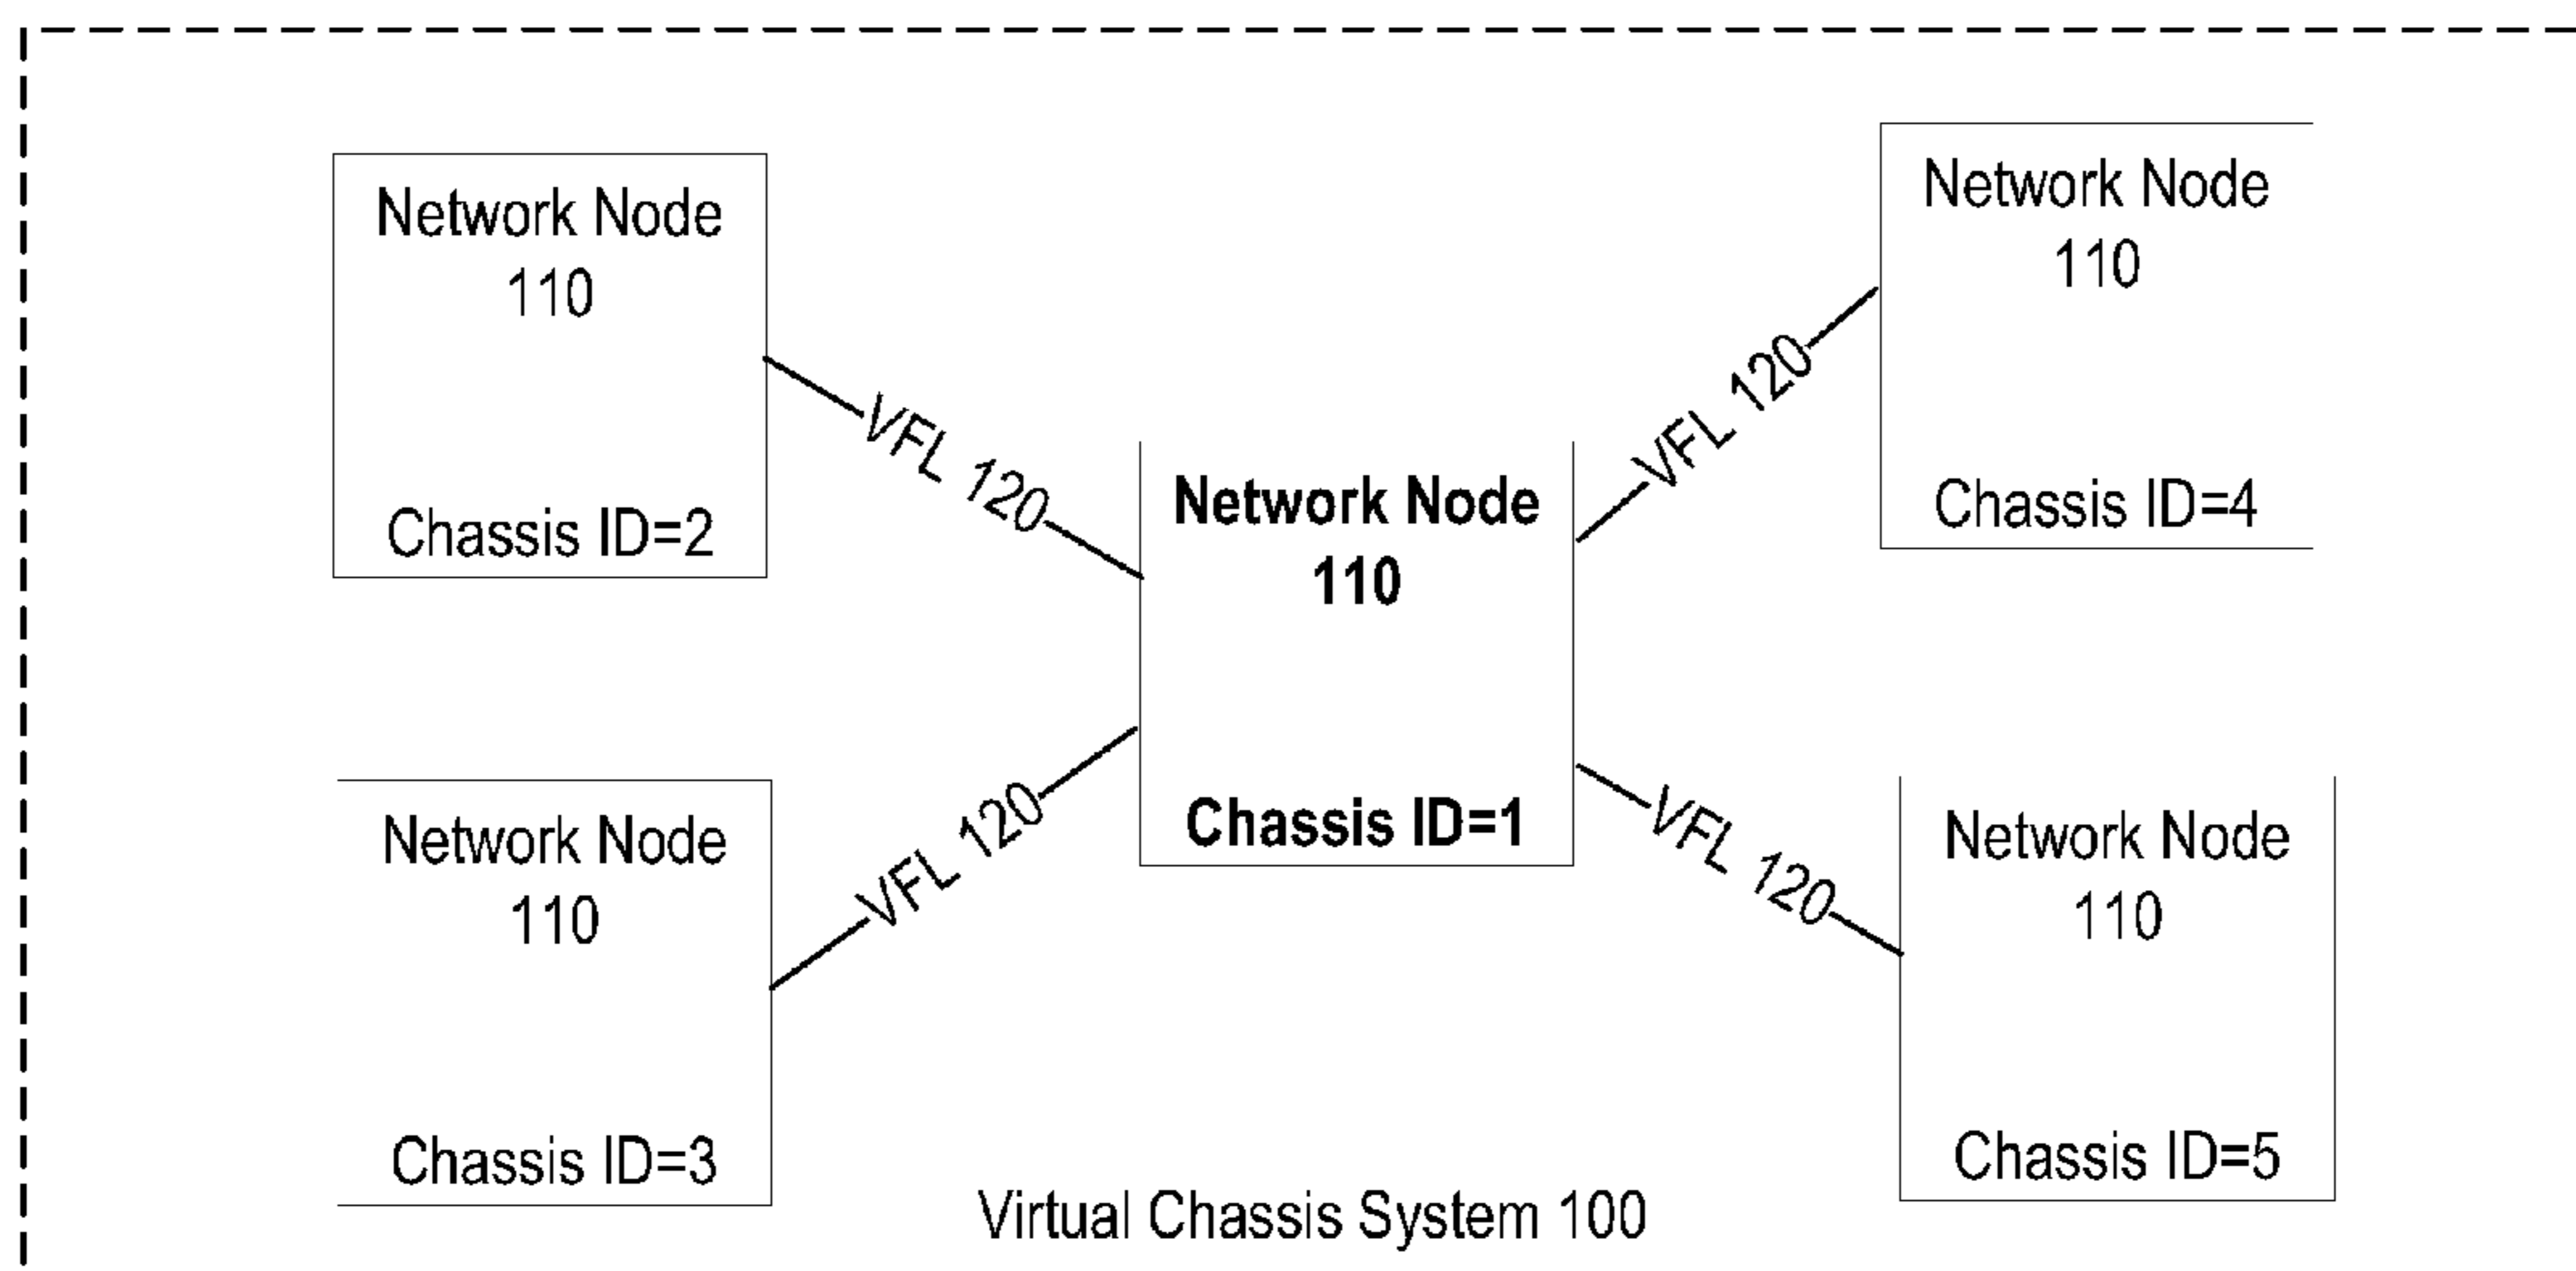 Network Node
110
Chassis ID=2
VFL 120
Network Node
110
Chassis ID=4
VFL 120
Network Node
110
Chassis ID=1
Network Node
110
Chassis ID=3
VFL 120
Network Node
110
Chassis ID=5
VFL 120
Virtual Chassis System 100